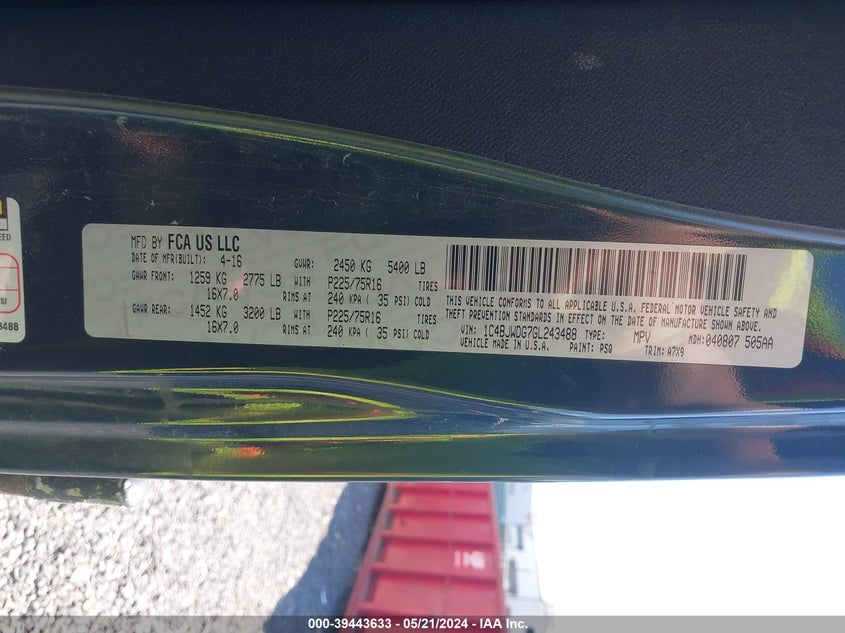 EED
SI
3488
MFD BY FCA US LLC
DATE OF MFR(BUILT): 4-16 GVWR: 2450 KG 5400 LB
GAWR FRONT: 1259 KG 2775 LB WITH P225/75R16 TIRES
16X7.0 RIMS AT 240 KPA ( 35 PSI) COLD
GAWR REAR: 1452 KG 3200 LB WITH P225/75R16 TIRES
16X7.0 RIMS AT 240 KPA ( 35 PSI) COLD
THIS VEHICLE CONFORMS TO ALL APPLICABLE U.S.A. FEDERAL MOTOR VEHICLE SAFETY AND
THEFT PREVENTION STANDARDS IN EFFECT ON THE DATE OF MANUFACTURE SHOWN ABOVE.
VIN: 1C4BJWDG7GL243488 TYPE: MPV MDH: 040807 505AA
VEHICLE MADE IN U.S.A. PAINT: PSQ TRIM: A7X9
000-39443633 - 05/21/2024 - IAA Inc.